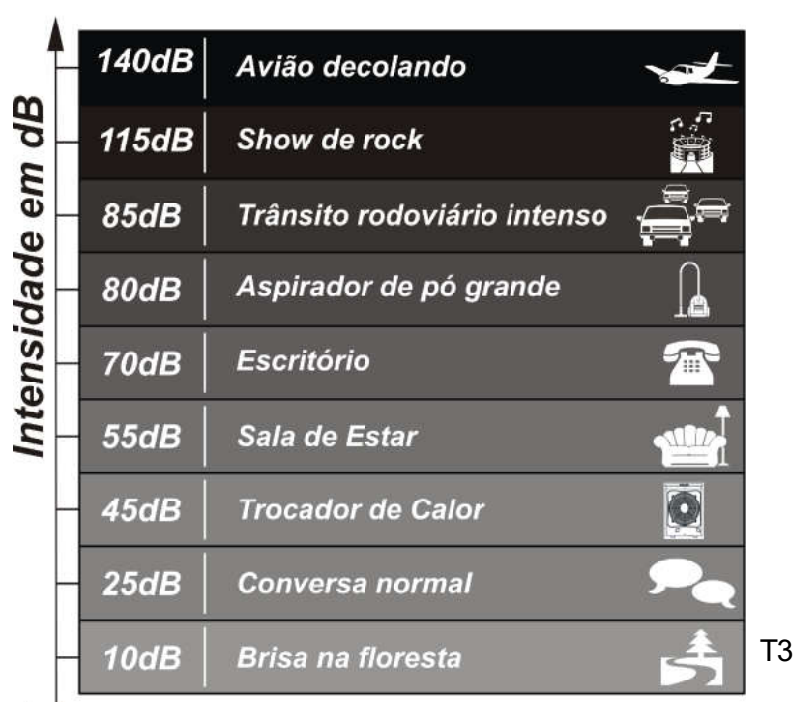 Intensidade em dB
140dB Avião decolando
115dB Show de rock
85dB Trânsito rodoviário intenso
80dB Aspirador de pó grande
70dB Escritório
55dB Sala de Estar
45dB Trocador de Calor
25dB Conversa normal
10dB Brisa na floresta T3